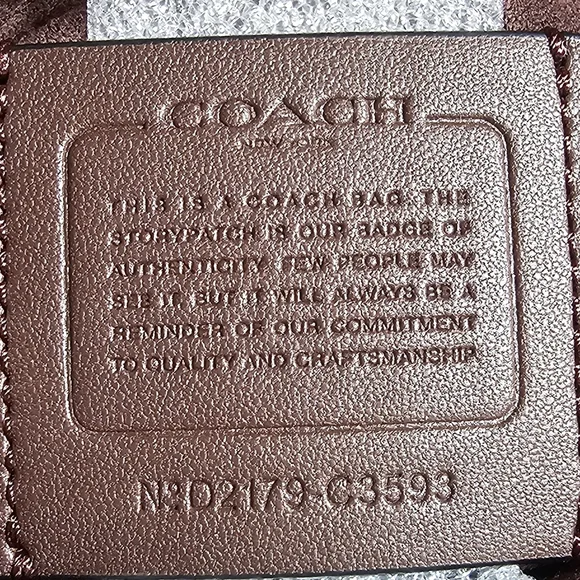 COACH
NEW YORK
THIS IS A COACH BAG. THE
STORYPATCH IS OUR BADGE OF
AUTHENTICITY. FEW PEOPLE MAY
SEE IT, BUT IT WILL ALWAYS BE A
REMINDER OF OUR COMMITMENT
TO QUALITY AND CRAFTSMANSHIP.
Nº D2179-C3593